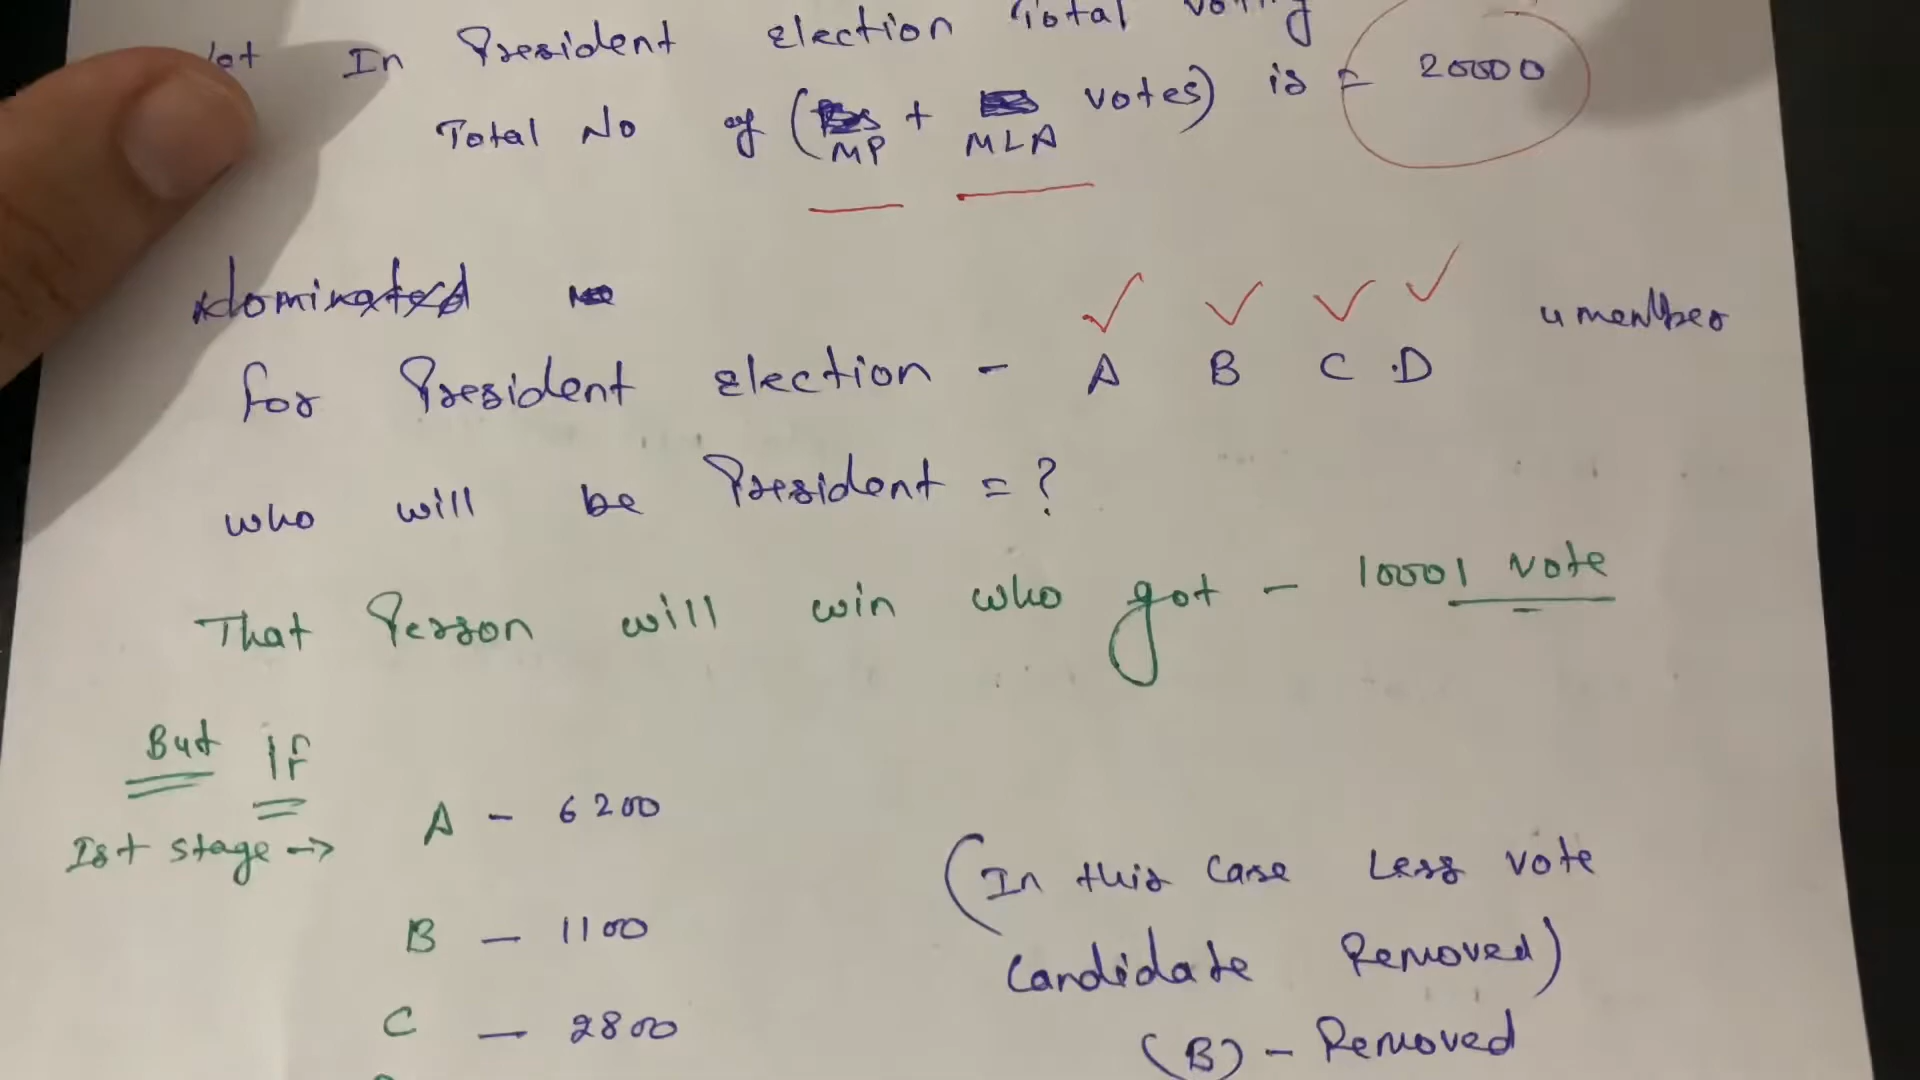 In President election Total voting
Total No of (MP + MLA votes) is = 20000
Nominated
for President election - A B C D 4 member
who will be President = ?
That Person will win who got - 10001 vote
But If
Ist stage → A - 6200
B - 1100
C - 2800
(In this case Less vote
candidate Removed)
(B) - Removed